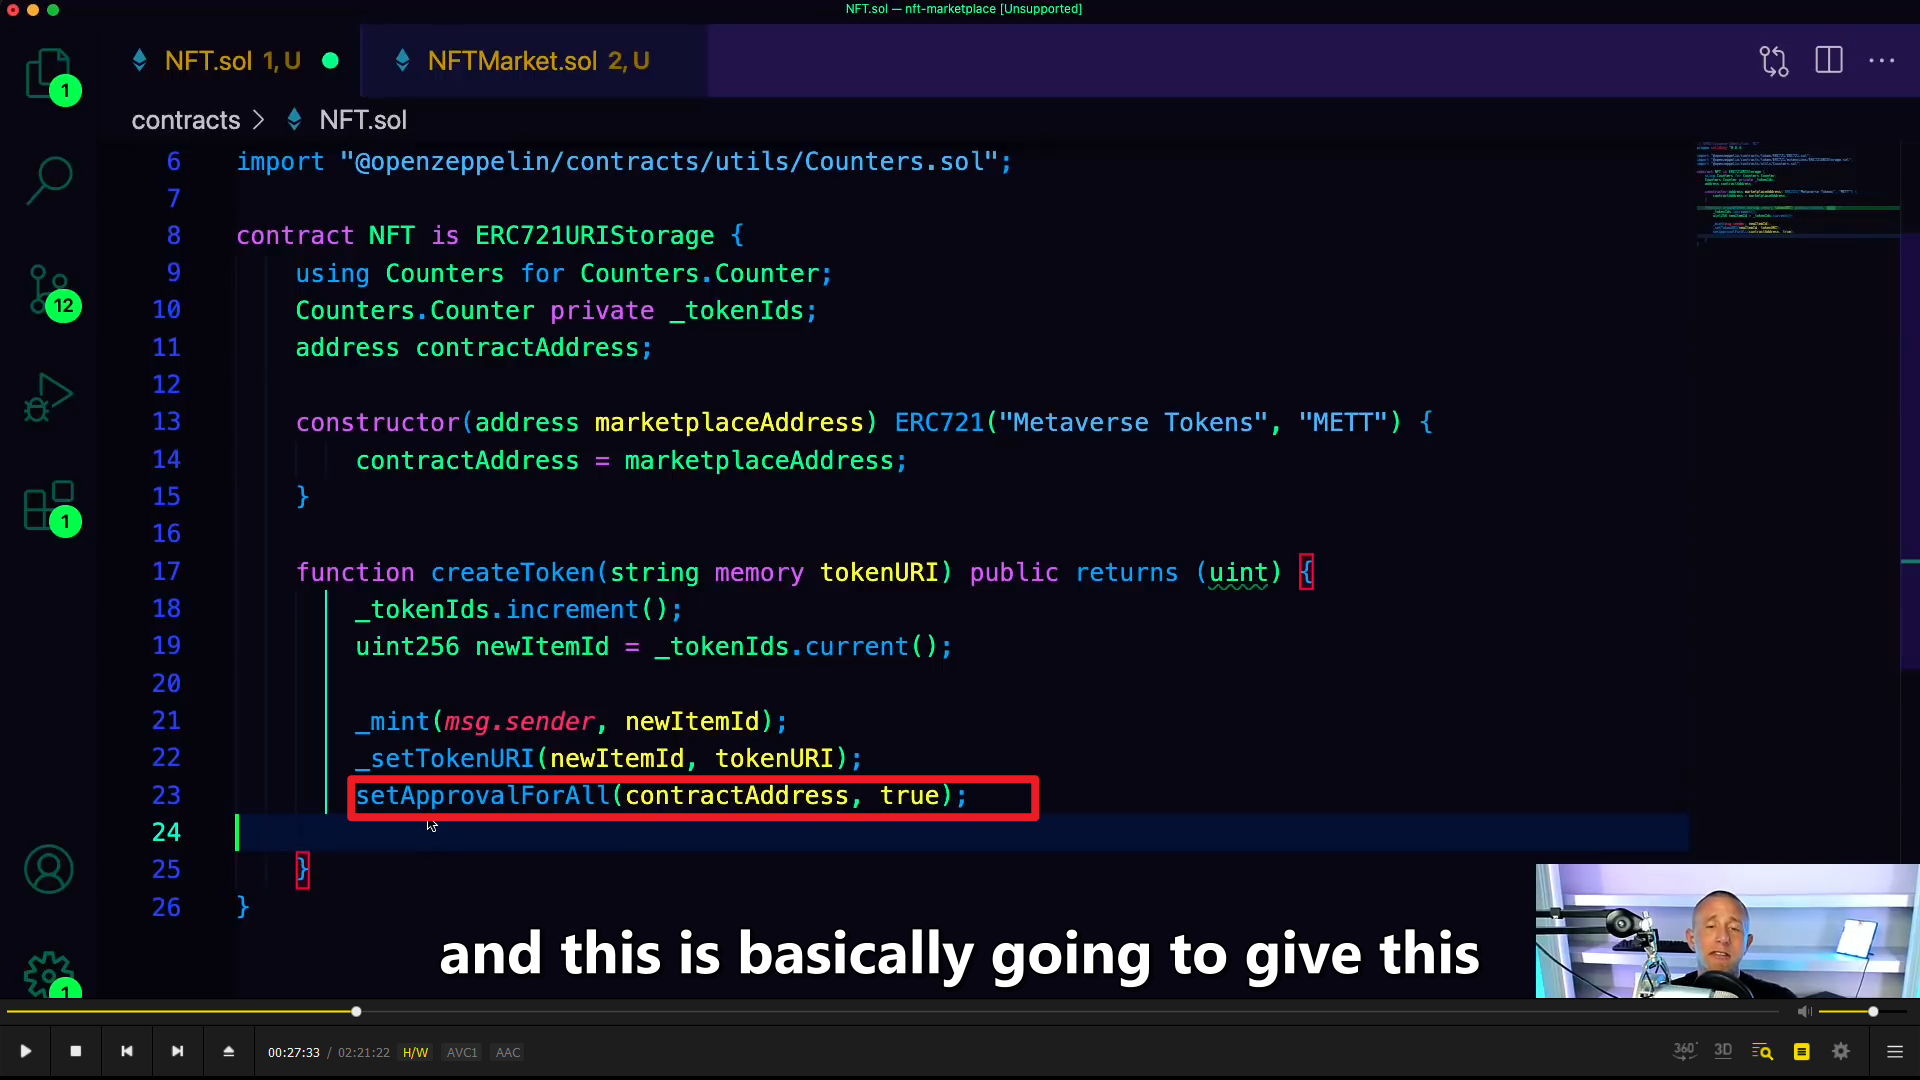 NFT.sol — nft-marketplace [Unsupported]
NFT.sol 1, U
NFTMarket.sol 2, U
contracts > NFT.sol
6 import "@openzeppelin/contracts/utils/Counters.sol";
7
8 contract NFT is ERC721URIStorage {
9 using Counters for Counters.Counter;
10 Counters.Counter private _tokenIds;
11 address contractAddress;
12
13 constructor(address marketplaceAddress) ERC721("Metaverse Tokens", "METT") {
14 contractAddress = marketplaceAddress;
15 }
16
17 function createToken(string memory tokenURI) public returns (uint) {
18 _tokenIds.increment();
19 uint256 newItemId = _tokenIds.current();
20
21 _mint(msg.sender, newItemId);
22 _setTokenURI(newItemId, tokenURI);
23 setApprovalForAll(contractAddress, true);
24
25 }
26 }
1
12
1
1
and this is basically going to give this
00:27:33 / 02:21:22 H/W AVC1 AAC
360° 3D